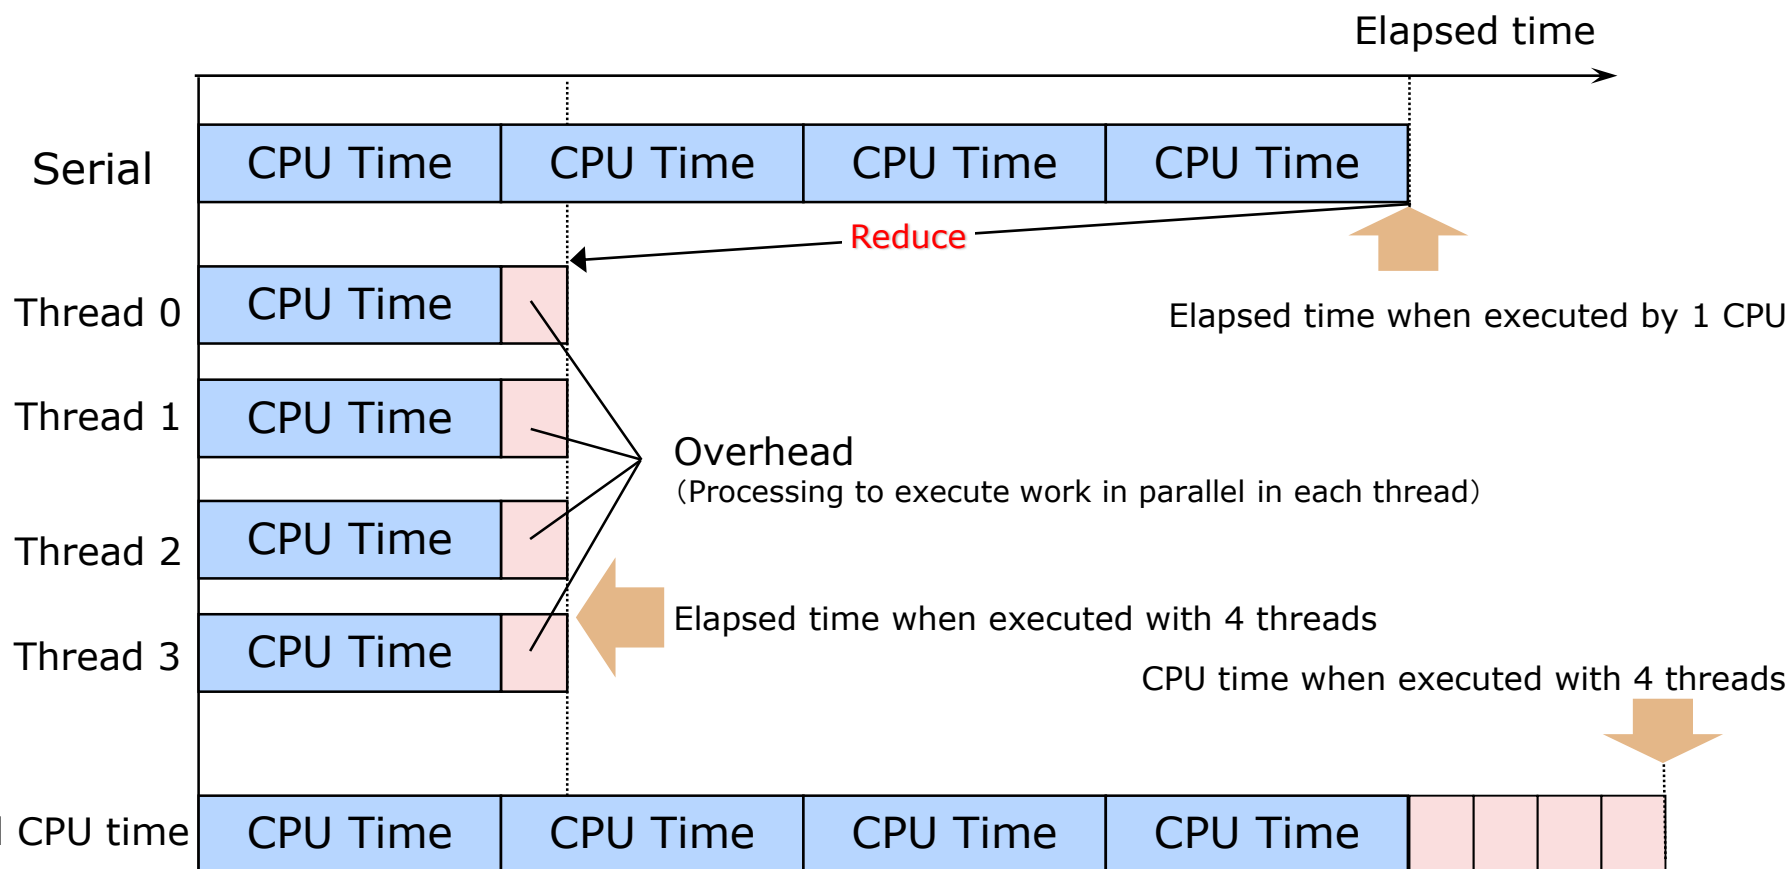 Elapsed time
Serial CPU Time CPU Time CPU Time CPU Time
Reduce
Thread 0 CPU Time
Elapsed time when executed by 1 CPU
Thread 1 CPU Time
Overhead
（Processing to execute work in parallel in each thread）
Thread 2 CPU Time
Elapsed time when executed with 4 threads
Thread 3 CPU Time
CPU time when executed with 4 threads
CPU time CPU Time CPU Time CPU Time CPU Time